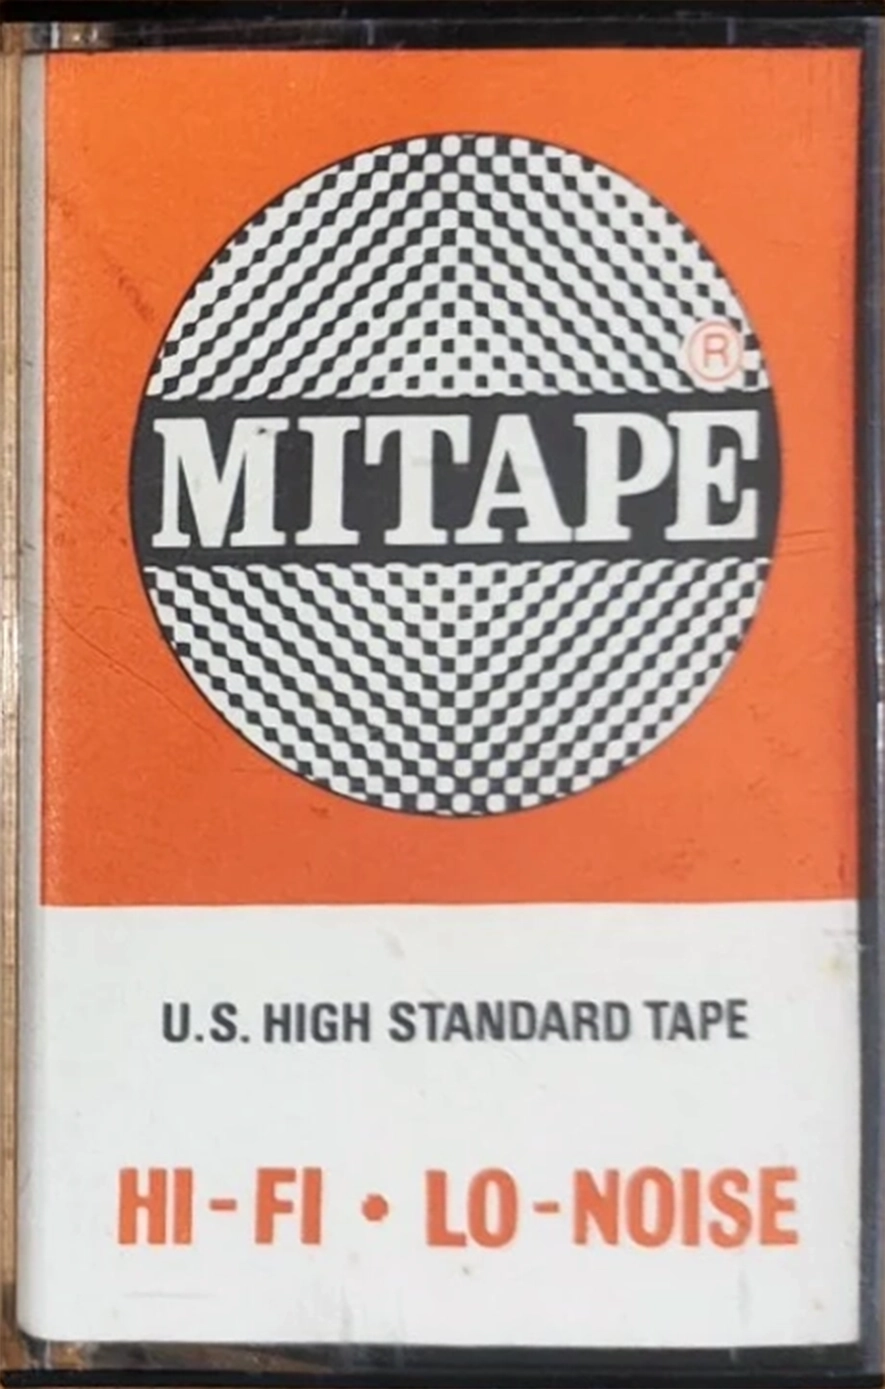 ®
MITAPE
U.S. HIGH STANDARD TAPE
HI-FI • LO-NOISE